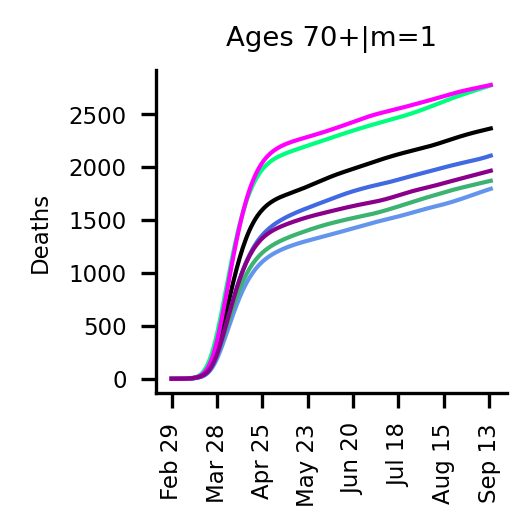 Ages 70+|m=1
Deaths
2500
2000
1500
1000
500
0
Feb 29
Mar 28
Apr 25
May 23
Jun 20
Jul 18
Aug 15
Sep 13